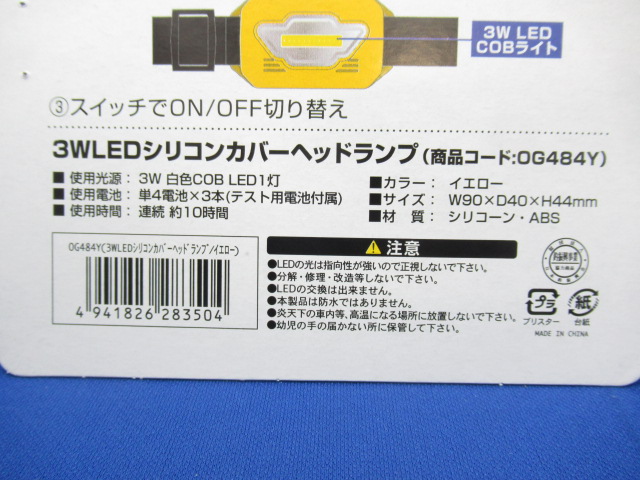 3W LED
COBライト
③スイッチでON/OFF切り替え
3WLEDシリコンカバーヘッドランプ(商品コード:OG484Y)
■使用光源：3W 白色COB LED1灯
■使用電池：単4電池×3本(テスト用電池付属)
■使用時間：連続 約10時間
■カラー：イエロー
■サイズ：W90×D40×H44mm
■材 質：シリコーン・ABS
OG484Y(3WLEDシリコンカバーヘッドランプ/イエロー)
4 941826 283504
注意
●LEDの光は指向性が強いので正視しないで下さい。
●分解・修理・改造等しないで下さい。
●LEDの交換は出来ません。
●本製品は防水ではありません。
●炎天下の車内等、高温になる場所に放置しないで下さい。
●幼児の手の届かない所に保管して下さい。
プラ
紙
ブリスター
台紙
MADE IN CHINA